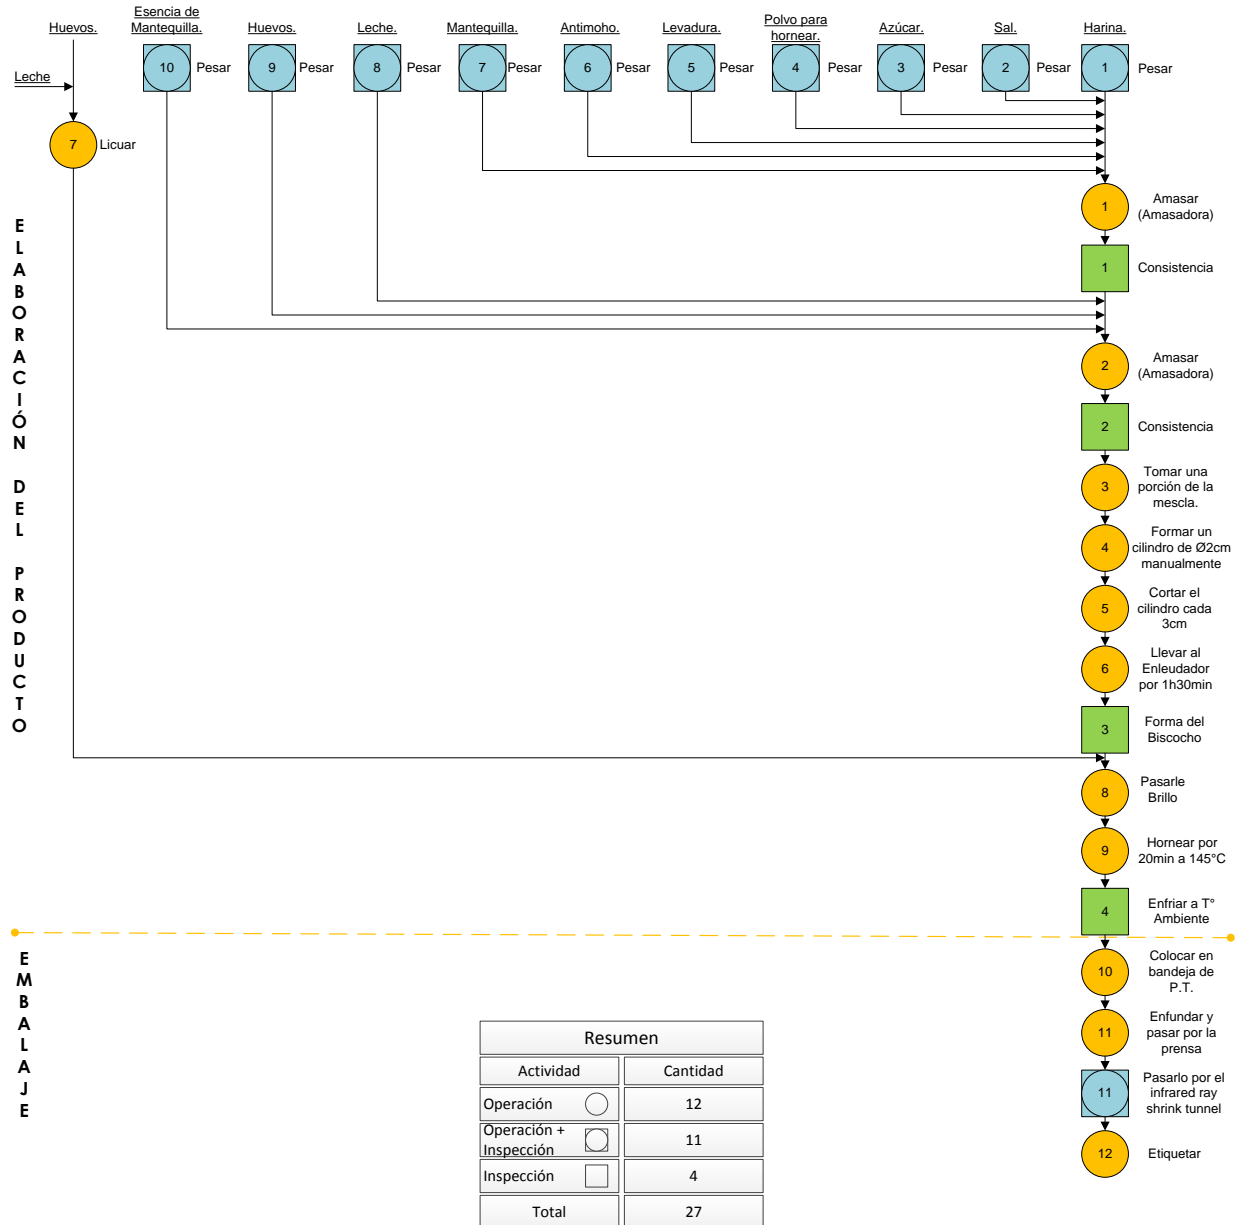 Huevos.
Esencia de
Mantequilla.
Huevos.
Leche.
Mantequilla.
Antimoho.
Levadura.
Polvo para
hornear.
Azúcar.
Sal.
Harina.
Leche
10 Pesar
9 Pesar
8 Pesar
7 Pesar
6 Pesar
5 Pesar
4 Pesar
3 Pesar
2 Pesar
1 Pesar
7 Licuar
ELABORACIÓN DEL PRODUCTO
1
Amasar
(Amasadora)
1 Consistencia
2
Amasar
(Amasadora)
2 Consistencia
3
Tomar una
porción de la
mescla.
4
Formar un
cilindro de Ø2cm
manualmente
5
Cortar el
cilindro cada
3cm
6
Llevar al
Enleudador
por 1h30min
3
Forma del
Biscocho
8
Pasarle
Brillo
9
Hornear por
20min a 145°C
4
Enfriar a T°
Ambiente
EMBALAJE
10
Colocar en
bandeja de
P.T.
11
Enfundar y
pasar por la
prensa
11
Pasarlo por el
infrared ray
shrink tunnel
12 Etiquetar
Resumen
Actividad Cantidad
Operación 12
Operación +
Inspección 11
Inspección 4
Total 27